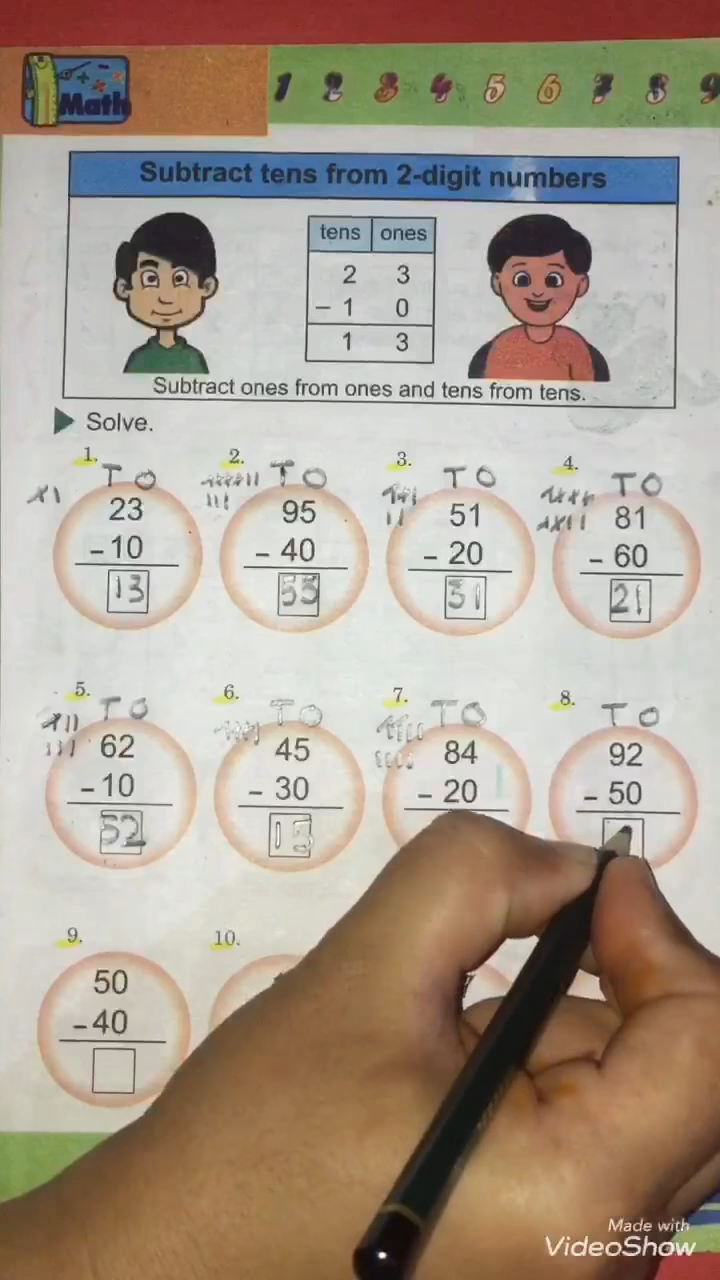 Math
1 2 3 4 5 6 7 8 9
Subtract tens from 2-digit numbers
tens ones
2 3
– 1 0
1 3
Subtract ones from ones and tens from tens.
Solve.
1. 2. 3. 4.
T O T O T O T O
23 95 51 81
– 10 – 40 – 20 – 60
13 55 31 21
5. 6. 7. 8.
T O T O T O T O
62 45 84 92
– 10 – 30 – 20 – 50
52 15
9. 10.
50
– 40
Made with
VideoShow